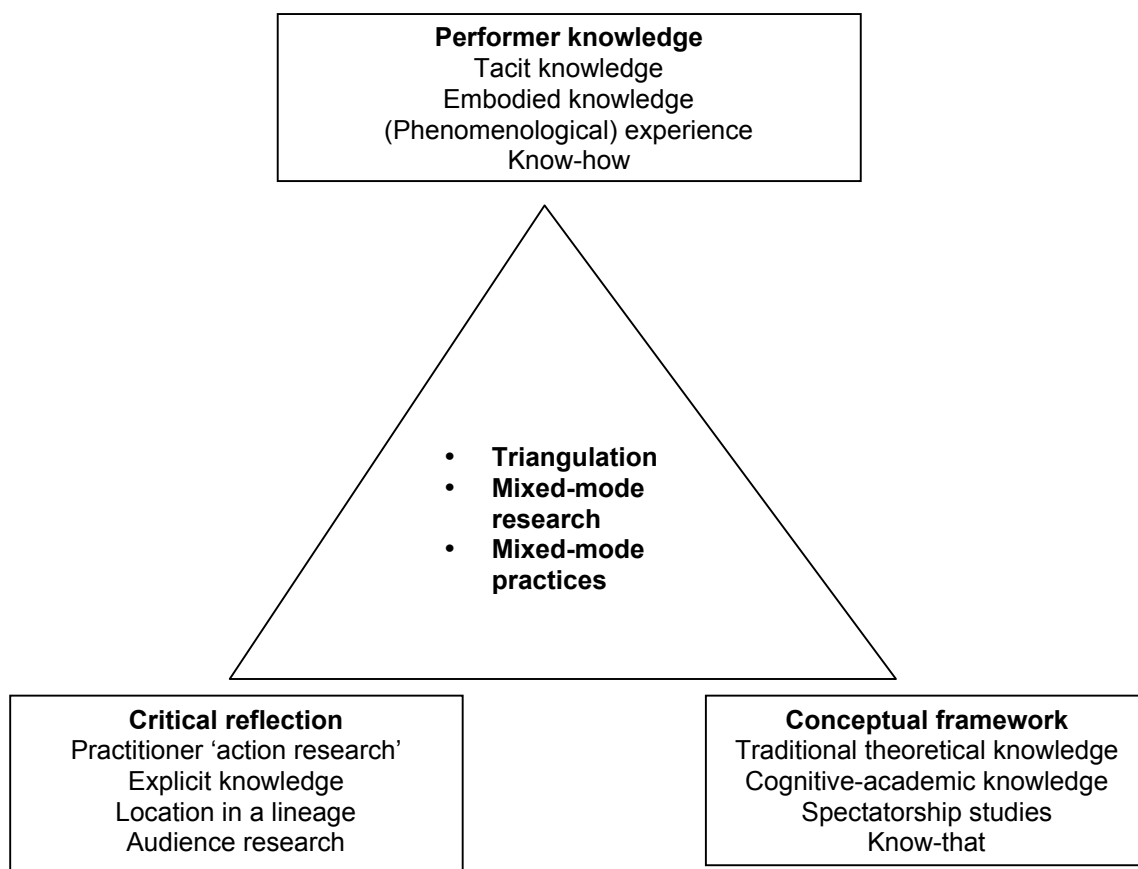 Performer knowledge
Tacit knowledge
Embodied knowledge
(Phenomenological) experience
Know-how
• Triangulation
• Mixed-mode
research
• Mixed-mode
practices
Critical reflection
Practitioner ‘action research’
Explicit knowledge
Location in a lineage
Audience research
Conceptual framework
Traditional theoretical knowledge
Cognitive-academic knowledge
Spectatorship studies
Know-that